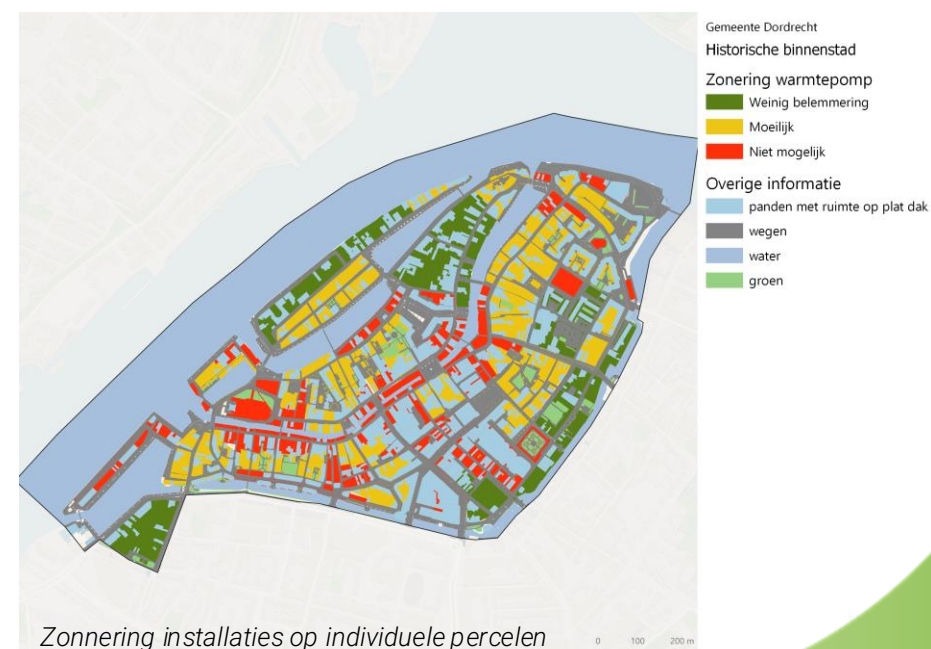 Gemeente Dordrecht
Historische binnenstad
Zonering warmtepomp
Weinig belemmering
Moeilijk
Niet mogelijk
Overige informatie
panden met ruimte op plat dak
wegen
water
groen
Zonnering installaties op individuele percelen
0 100 200 m